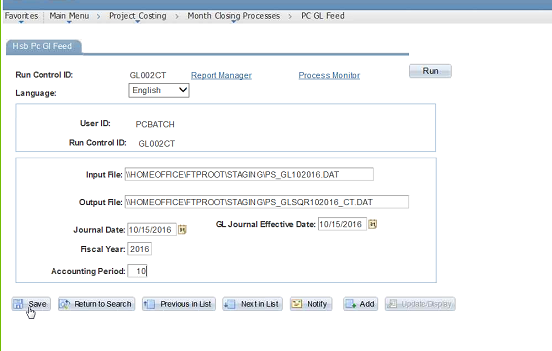 Favorites Main Menu > Project Costing > Month Closing Processes > PC GL Feed
Hsb Pc Gl Feed
Run Control ID: GL002CT Report Manager Process Monitor Run
Language: English
User ID: PCBATCH
Run Control ID: GL002CT
Input File: \\HOMEOFFICE\FTPROOT\STAGING\PS_GL102016.DAT
Output File: \\HOMEOFFICE\FTPROOT\STAGING\PS_GLSQR102016_CT.DAT
Journal Date: 10/15/2016 GL Journal Effective Date: 10/15/2016
Fiscal Year: 2016
Accounting Period: 10
Save Return to Search Previous in List Next in List Notify Add Update/Display